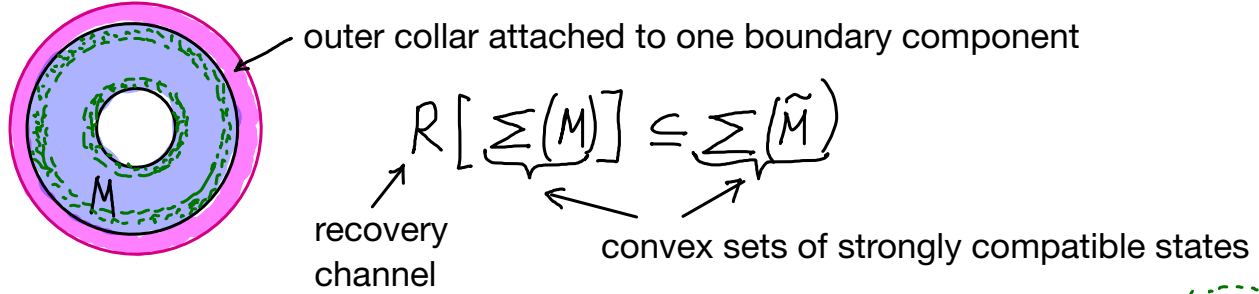 outer collar attached to one boundary component
R [ Σ(M) ] ⊆ Σ(M̃)
M
recovery
channel
convex sets of strongly compatible states